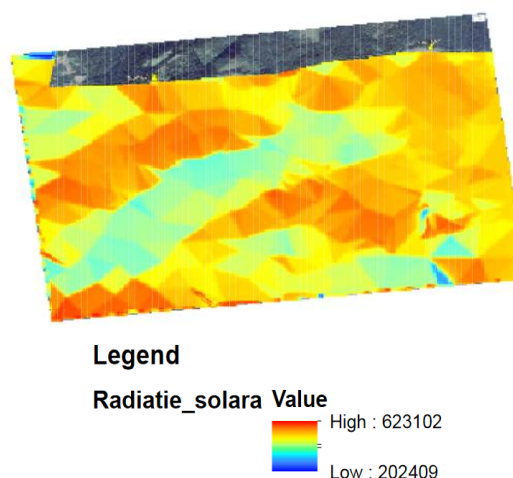 Legend
Radiatie_solara Value
High : 623102
Low : 202409